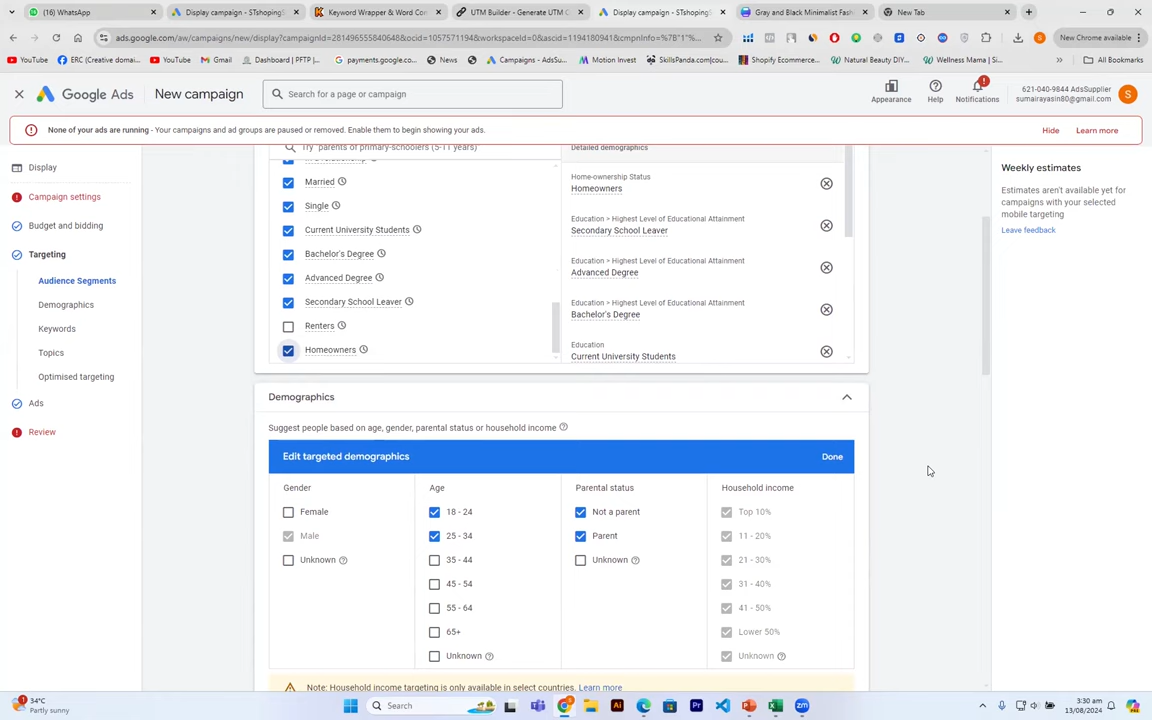 (16) WhatsApp
Display campaign - STshopingS
Keyword Wrapper & Word Com
UTM Builder - Generate UTM C
Display campaign - STshopingS
Gray and Black Minimalist Fash
New Tab
ads.google.com/aw/campaigns/new/display?campaignId=281496555840648&ocid=1057571194&workspaceId=0&ascid=1194180941&cmpnInfo=%7B"1"%...
New Chrome available
YouTube
ERC (Creative domai...
YouTube
Gmail
Dashboard | PFTP |...
payments.google.co...
News
Campaigns - AdsSu...
Motion Invest
SkillsPanda.com(cou...
Shopify Ecommerce...
Natural Beauty DIY...
Wellness Mama | Si...
All Bookmarks
Google Ads
New campaign
Search for a page or campaign
Appearance
Help
Notifications
621-040-9844 AdsSupplier
sumairayasin80@gmail.com
S
None of your ads are running - Your campaigns and ad groups are paused or removed. Enable them to begin showing your ads.
Hide
Learn more
Display
Campaign settings
Budget and bidding
Targeting
Audience Segments
Demographics
Keywords
Topics
Optimised targeting
Ads
Review
Try "parents of primary-schoolers (5-11 years)"
Married
Single
Current University Students
Bachelor's Degree
Advanced Degree
Secondary School Leaver
Renters
Homeowners
Detailed demographics
Home-ownership Status
Homeowners
Education > Highest Level of Educational Attainment
Secondary School Leaver
Education > Highest Level of Educational Attainment
Advanced Degree
Education > Highest Level of Educational Attainment
Bachelor's Degree
Education
Current University Students
Demographics
Suggest people based on age, gender, parental status or household income
Edit targeted demographics
Done
Gender
Female
Male
Unknown
Age
18 - 24
25 - 34
35 - 44
45 - 54
55 - 64
65+
Unknown
Parental status
Not a parent
Parent
Unknown
Household income
Top 10%
11 - 20%
21 - 30%
31 - 40%
41 - 50%
Lower 50%
Unknown
Note: Household income targeting is only available in select countries. Learn more
Weekly estimates
Estimates aren't available yet for
campaigns with your selected
mobile targeting
Leave feedback
34°C
Partly sunny
Search
3:30 am
13/08/2024